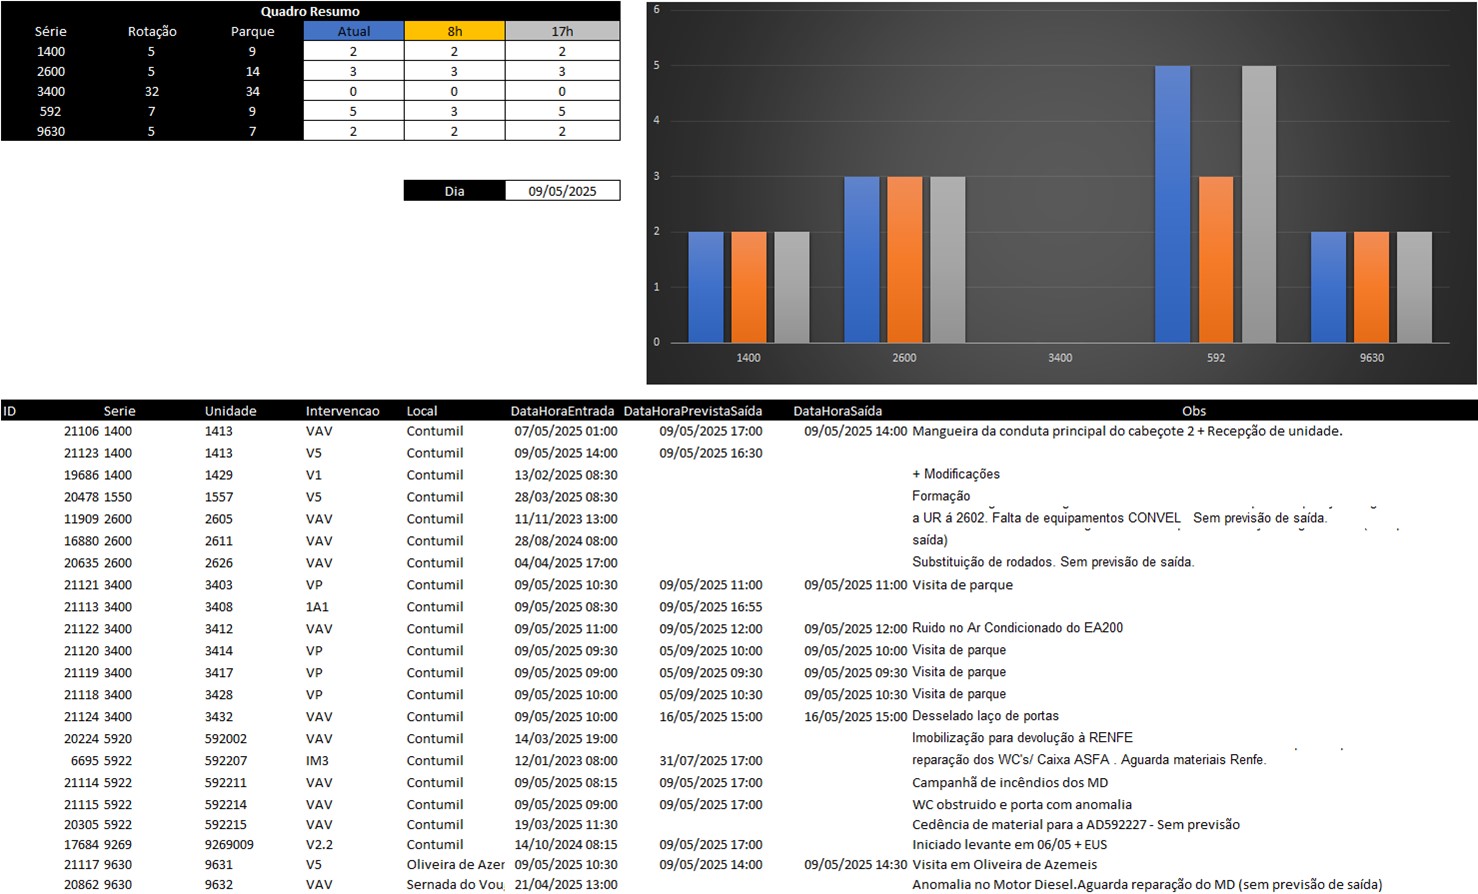 Quadro Resumo
Série Rotação Parque Atual 8h 17h
1400 5 9 2 2 2
2600 5 14 3 3 3
3400 32 34 0 0 0
592 7 9 5 3 5
9630 5 7 2 2 2
Dia 09/05/2025
6
5
4
3
2
1
0
1400 2600 3400 592 9630
ID Serie Unidade Intervencao Local DataHoraEntrada DataHoraPrevistaSaída DataHoraSaída Obs
21106 1400 1413 VAV Contumil 07/05/2025 01:00 09/05/2025 17:00 09/05/2025 14:00 Mangueira da conduta principal do cabeçote 2 + Recepção de unidade.
21123 1400 1413 V5 Contumil 09/05/2025 14:00 09/05/2025 16:30
19686 1400 1429 V1 Contumil 13/02/2025 08:30 + Modificações
20478 1550 1557 V5 Contumil 28/03/2025 08:30 Formação
11909 2600 2605 VAV Contumil 11/11/2023 13:00 a UR á 2602. Falta de equipamentos CONVEL Sem previsão de saída.
16880 2600 2611 VAV Contumil 28/08/2024 08:00 saída)
20635 2600 2626 VAV Contumil 04/04/2025 17:00 Substituição de rodados. Sem previsão de saída.
21121 3400 3403 VP Contumil 09/05/2025 10:30 09/05/2025 11:00 09/05/2025 11:00 Visita de parque
21113 3400 3408 1A1 Contumil 09/05/2025 08:30 09/05/2025 16:55
21122 3400 3412 VAV Contumil 09/05/2025 11:00 09/05/2025 12:00 09/05/2025 12:00 Ruido no Ar Condicionado do EA200
21120 3400 3414 VP Contumil 09/05/2025 09:30 05/09/2025 10:00 09/05/2025 10:00 Visita de parque
21119 3400 3417 VP Contumil 09/05/2025 09:00 05/09/2025 09:30 09/05/2025 09:30 Visita de parque
21118 3400 3428 VP Contumil 09/05/2025 10:00 05/09/2025 10:30 09/05/2025 10:30 Visita de parque
21124 3400 3432 VAV Contumil 09/05/2025 10:00 16/05/2025 15:00 16/05/2025 15:00 Desselado laço de portas
20224 5920 592002 VAV Contumil 14/03/2025 19:00 Imobilização para devolução à RENFE
6695 5922 592207 IM3 Contumil 12/01/2023 08:00 31/07/2025 17:00 reparação dos WC's/ Caixa ASFA . Aguarda materiais Renfe.
21114 5922 592211 VAV Contumil 09/05/2025 08:15 09/05/2025 17:00 Campanhã de incêndios dos MD
21115 5922 592214 VAV Contumil 09/05/2025 09:00 09/05/2025 17:00 WC obstruido e porta com anomalia
20305 5922 592215 VAV Contumil 19/03/2025 11:30 Cedência de material para a AD592227 - Sem previsão
17684 9269 9269009 V2.2 Contumil 14/10/2024 08:15 09/05/2025 17:00 Iniciado levante em 06/05 + EUS
21117 9630 9631 V5 Oliveira de Azer 09/05/2025 10:30 09/05/2025 14:00 09/05/2025 14:30 Visita em Oliveira de Azemeis
20862 9630 9632 VAV Sernada do Vou 21/04/2025 13:00 Anomalia no Motor Diesel.Aguarda reparação do MD (sem previsão de saída)